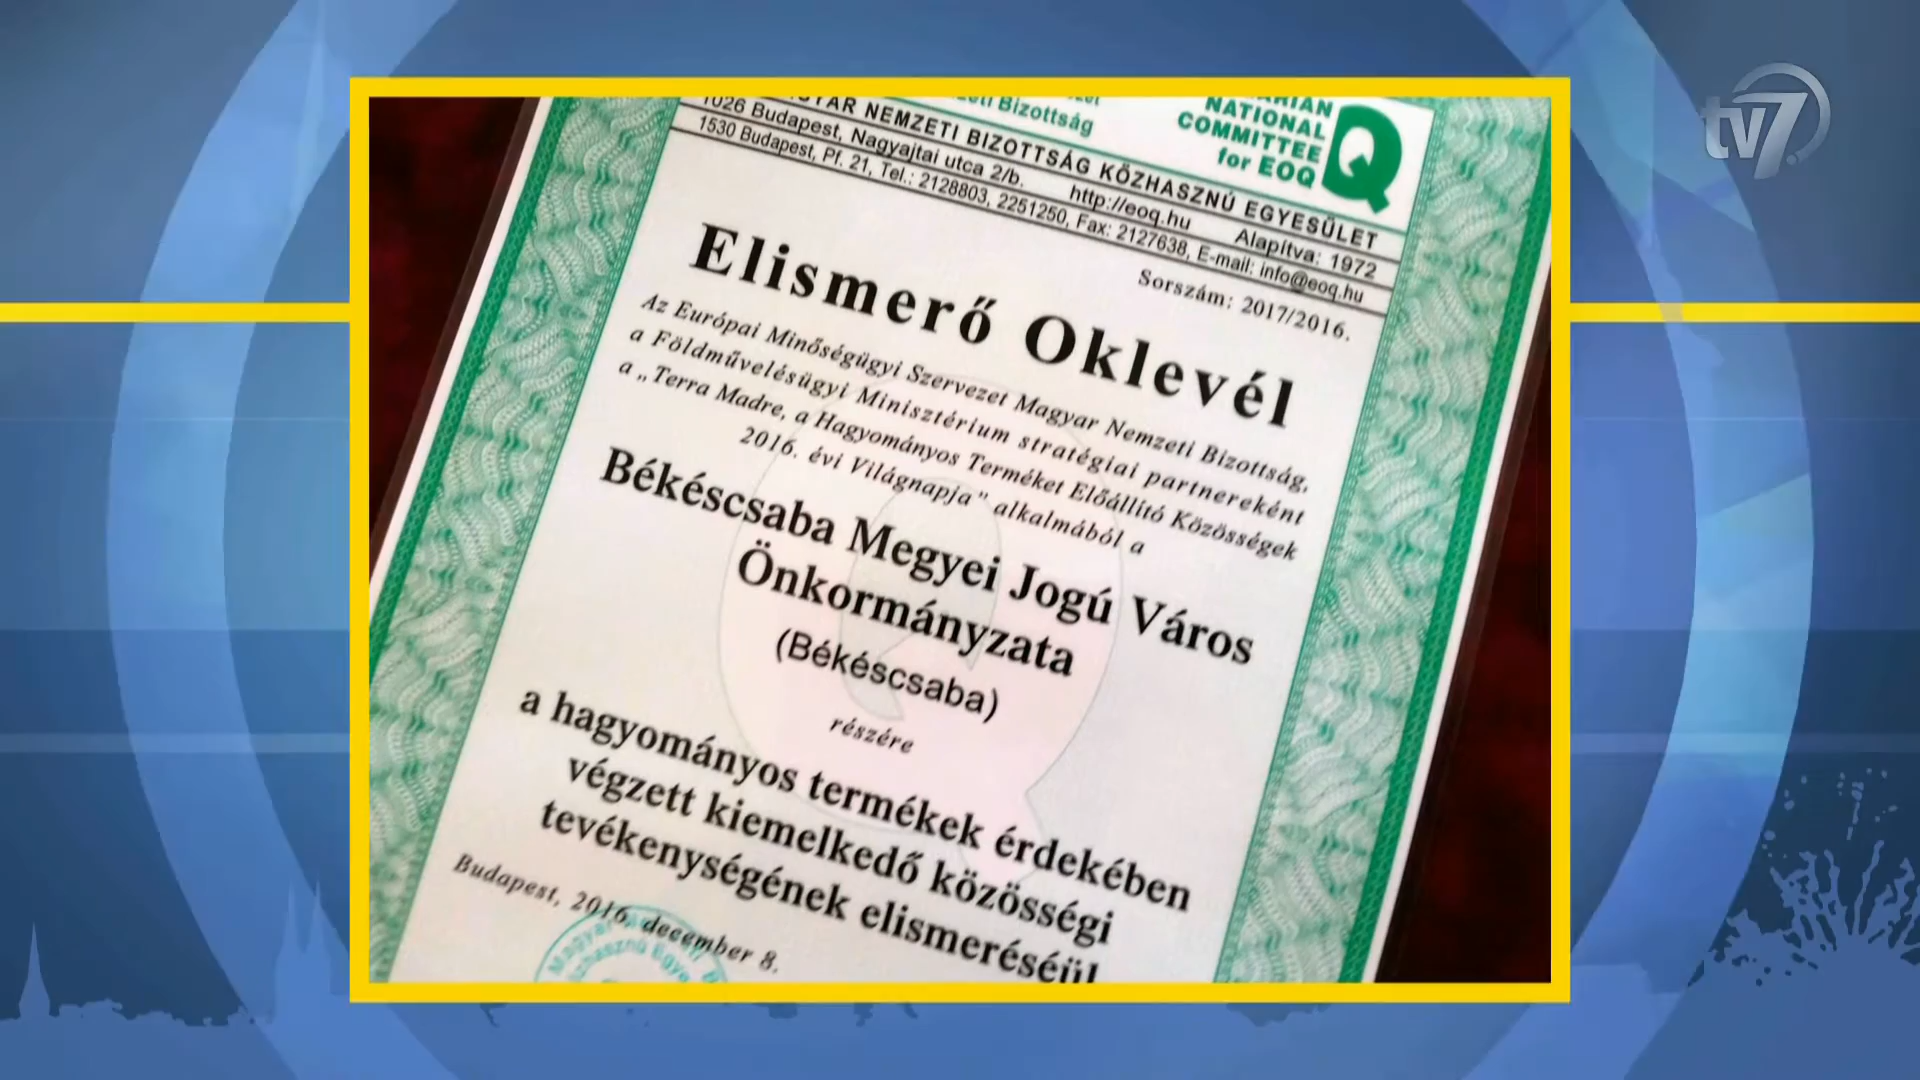 tv7
Bizottság
NATIONAL
COMMITTEE
for EOQ
NEMZETI BIZOTTSÁG KÖZHASZNÚ EGYESÜLET
1026 Budapest, Nagyajtai utca 2/b. http://eoq.hu Alapítva: 1972
1530 Budapest, Pf. 21, Tel.: 2128803, 2251250, Fax: 2127638, E-mail: info@eoq.hu
Sorszám: 2017/2016.
Elismerő Oklevél
Az Európai Minőségügyi Szervezet Magyar Nemzeti Bizottság,
a Földművelésügyi Minisztérium stratégiai partnereként
a „Terra Madre, a Hagyományos Terméket Előállító Közösségek
2016. évi Világnapja" alkalmából a
Békéscsaba Megyei Jogú Város
Önkormányzata
(Békéscsaba)
részére
a hagyományos termékek érdekében
végzett kiemelkedő közösségi
tevékenységének elismeréséül
Budapest, 2016. december 8.